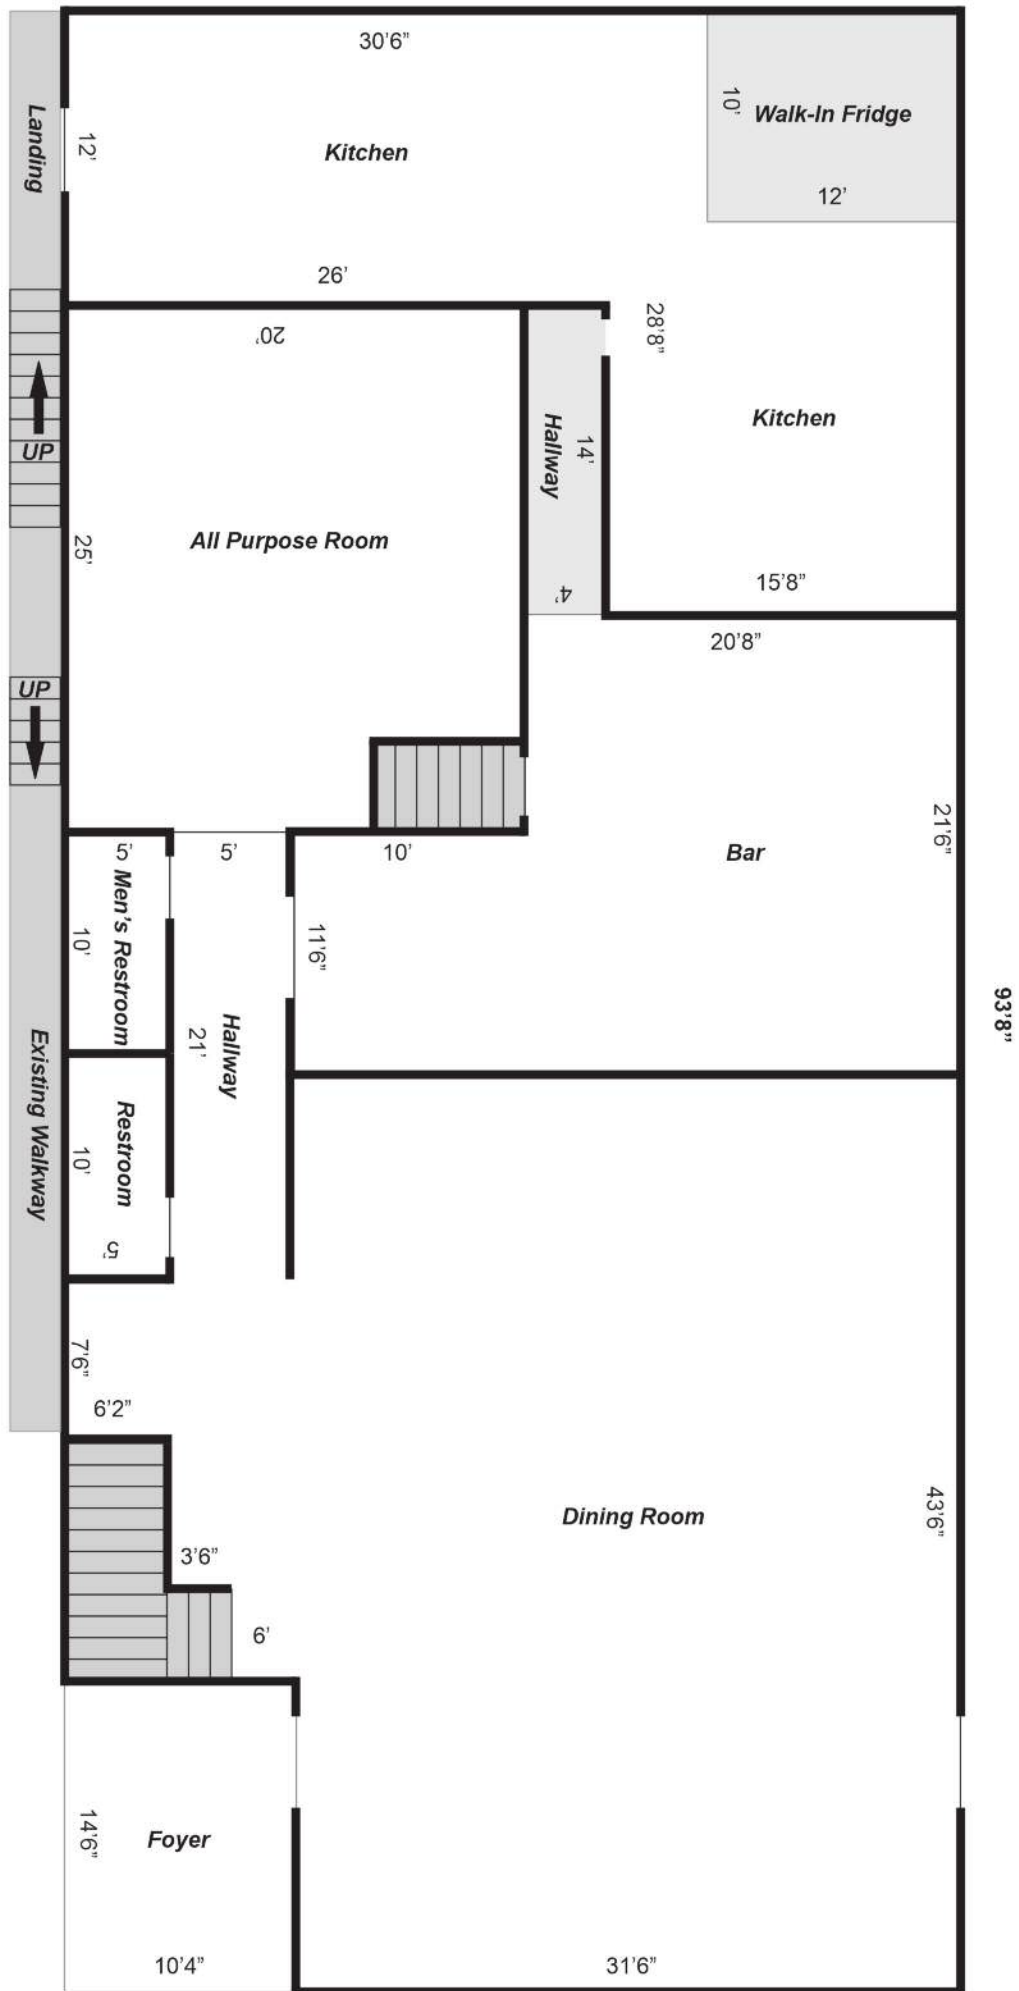 30'6”
Landing
12'
Kitchen
10'
Walk-In Fridge
12'
26'
20'
28'8”
Hallway
14'
Kitchen
UP
25'
All Purpose Room
4'
15'8”
20'8”
UP
21'6”
5'
5'
10'
Bar
Men's Restroom
10'
11'6”
93'8”
Hallway
21'
Existing Walkway
Restroom
10'
5'
7'6”
6'2”
43'6”
Dining Room
3'6”
6'
14'6”
Foyer
10'4”
31'6”